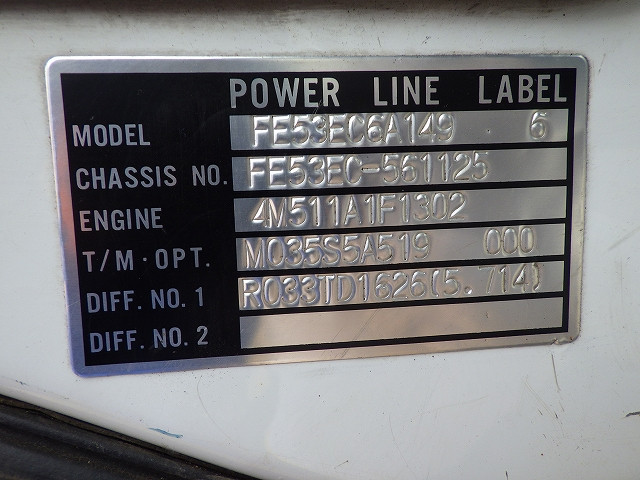 POWER LINE LABEL
MODEL FE53EC6A149 6
CHASSIS NO. FE53EC-561125
ENGINE 4M511A1F1302
T/M·OPT. M035S5A519 000
DIFF. NO. 1 R033TD1626(5.714)
DIFF. NO. 2